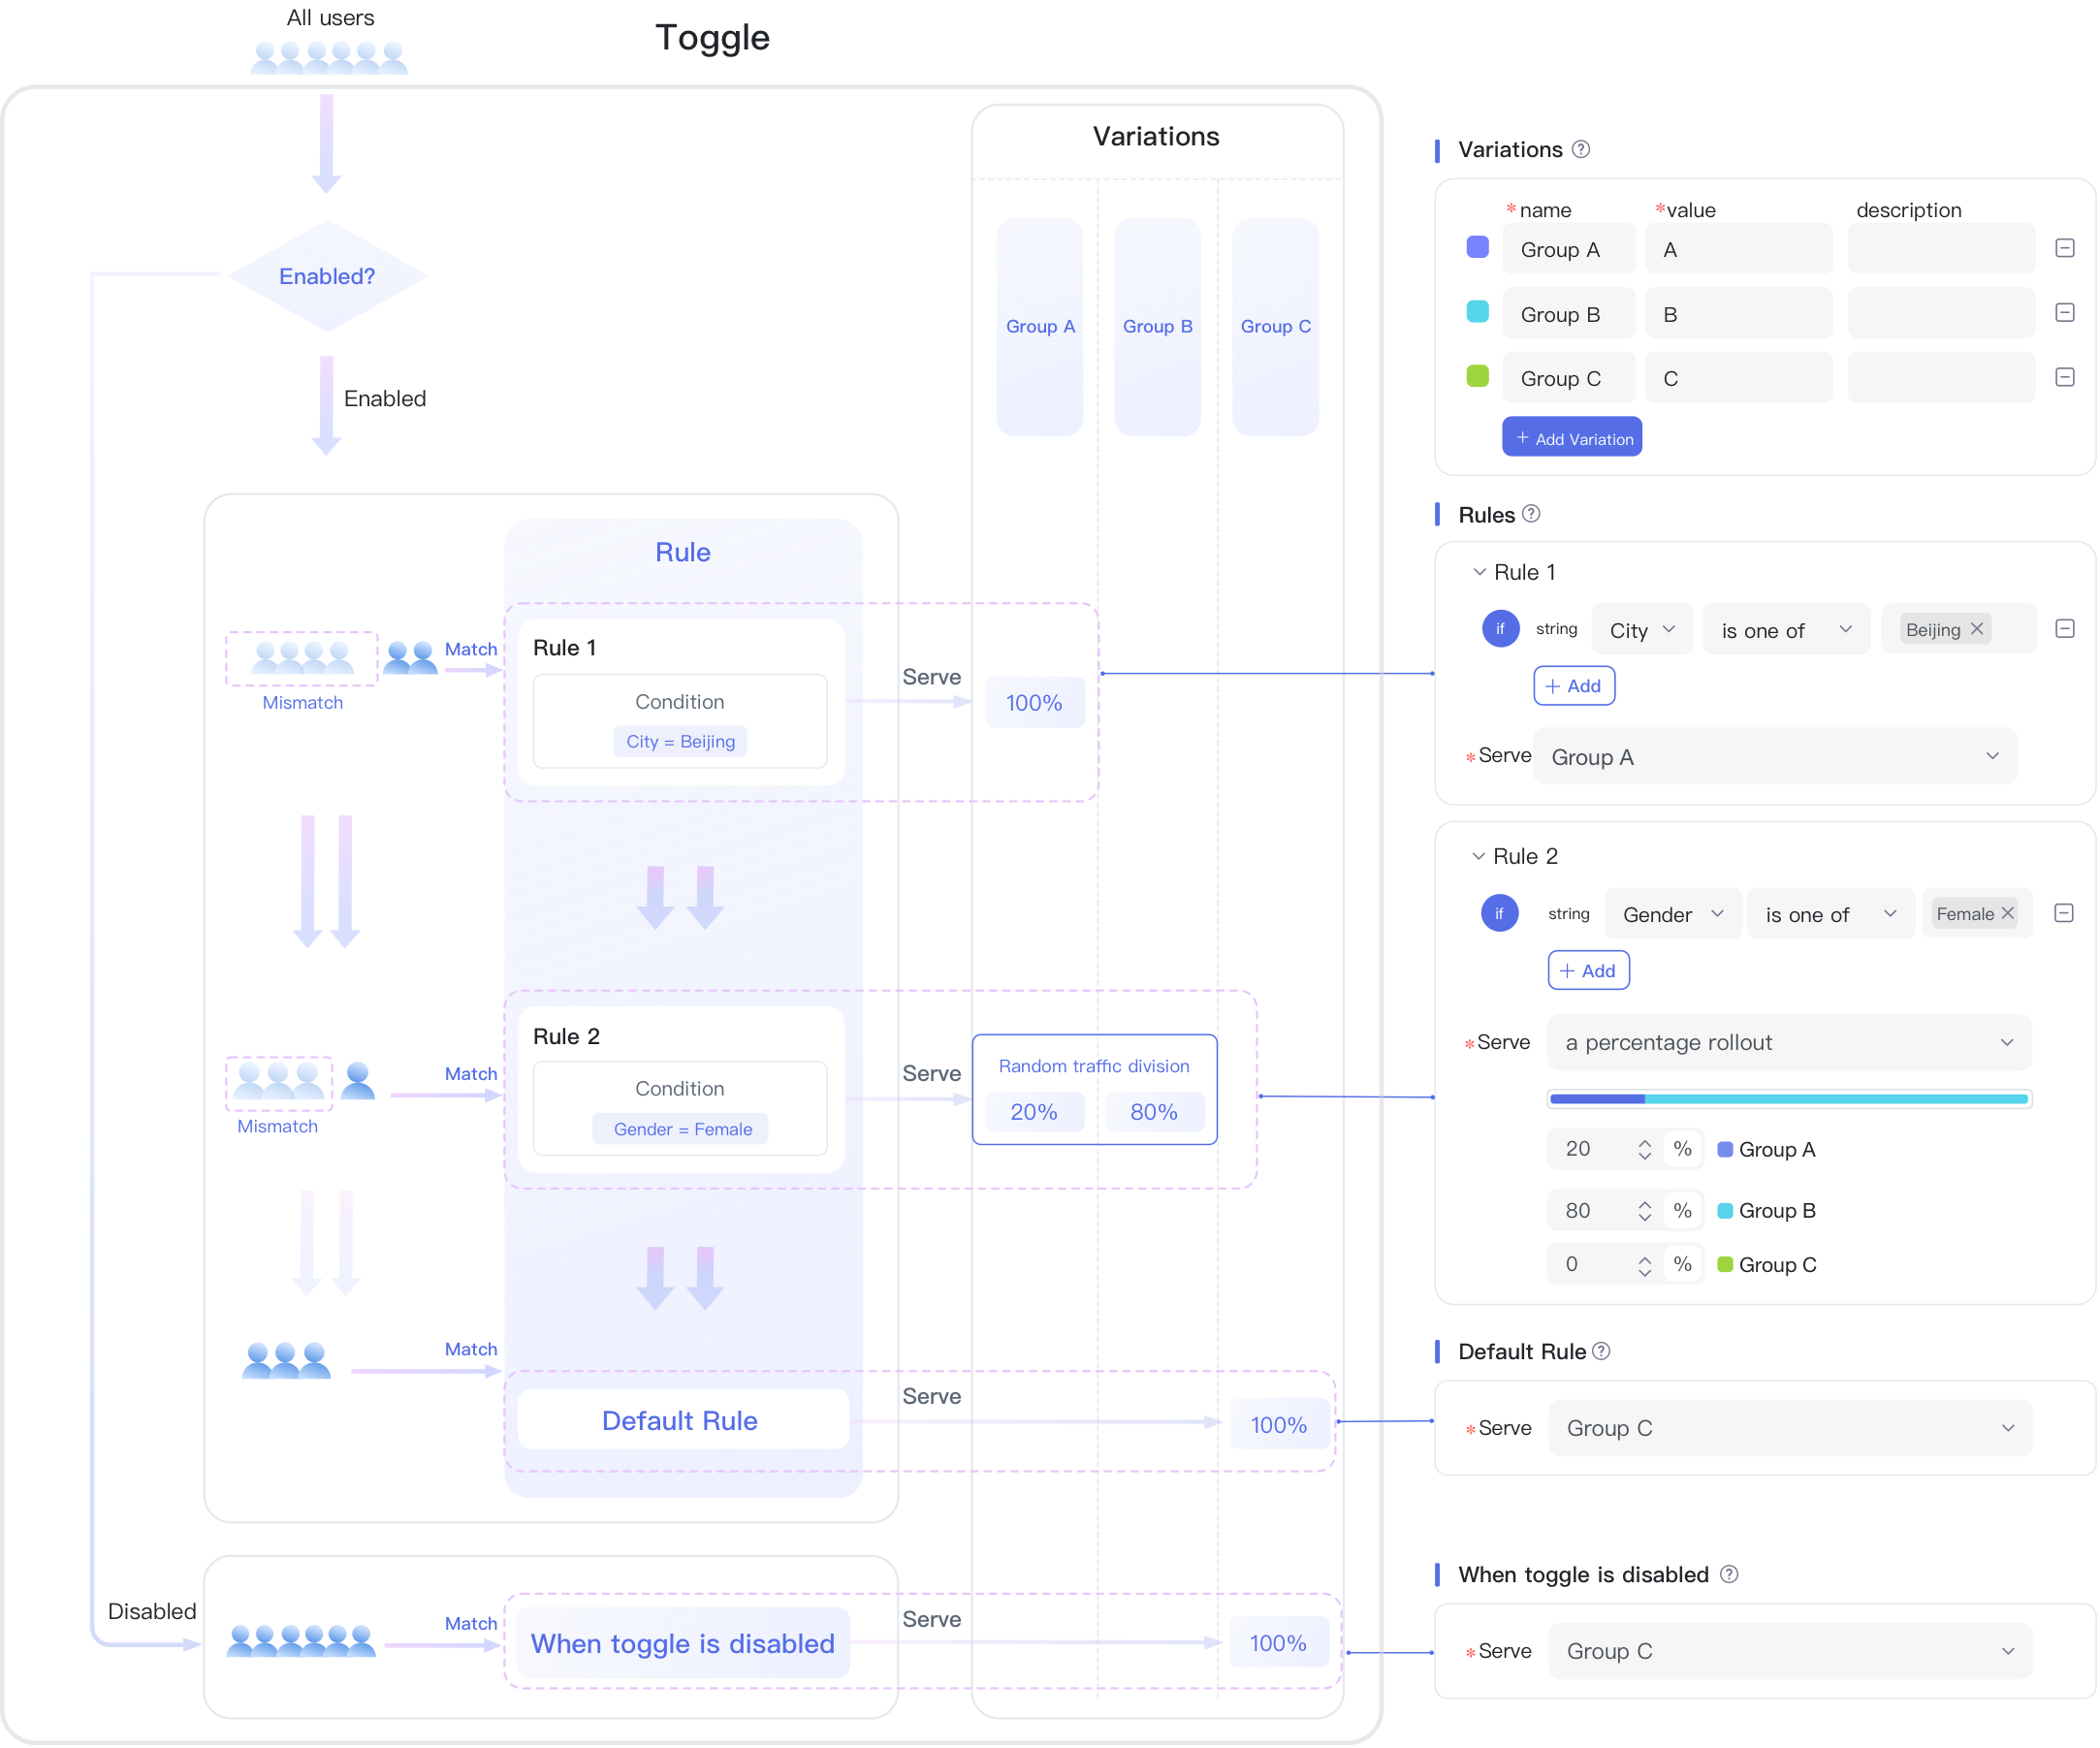 All users
Toggle
Enabled?
Enabled
Variations
Group A
Group B
Group C
Rule
Mismatch
Match
Rule 1
Condition
City = Beijing
Serve
100%
Mismatch
Match
Rule 2
Condition
Gender = Female
Serve
Random traffic division
20%
80%
Match
Default Rule
Serve
100%
Disabled
Match
When toggle is disabled
Serve
100%
Variations ?
* name * value description
Group A A
Group B B
Group C C
+ Add Variation
Rules ?
Rule 1
if string City is one of Beijing
+ Add
* Serve Group A
Rule 2
if string Gender is one of Female
+ Add
* Serve a percentage rollout
20 % Group A
80 % Group B
0 % Group C
Default Rule ?
* Serve Group C
When toggle is disabled ?
* Serve Group C